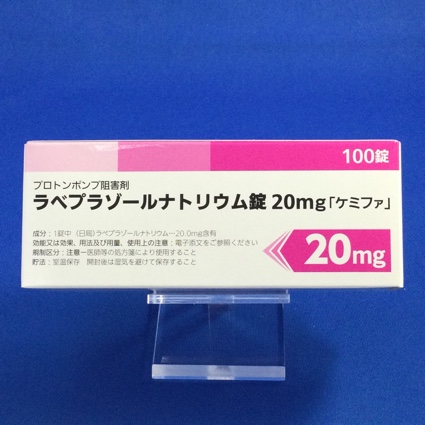 100錠
プロトンポンプ阻害剤
ラベプラゾールナトリウム錠 20mg「ケミファ」
成分：1錠中（日局）ラベプラゾールナトリウム…20.0mg含有
効能又は効果、用法及び用量、使用上の注意：電子添文をご参照ください
規制区分：注意ー医師等の処方箋により使用すること
貯法：室温保存　開封後は湿気を避けて保存すること
20mg